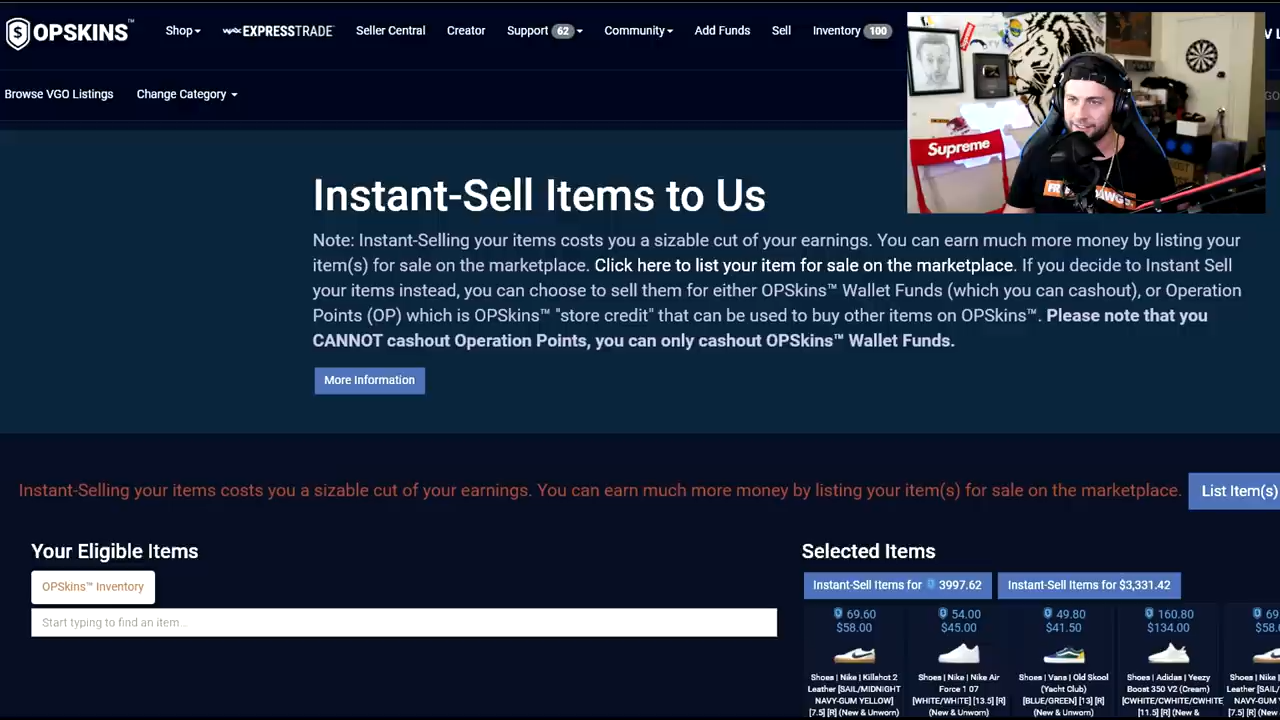 OPSKINS™
Shop
EXPRESSTRADE
Seller Central
Creator
Support 62
Community
Add Funds
Sell
Inventory 100
Browse VGO Listings
Change Category
Supreme
Instant-Sell Items to Us
Note: Instant-Selling your items costs you a sizable cut of your earnings. You can earn much more money by listing your
item(s) for sale on the marketplace. Click here to list your item for sale on the marketplace. If you decide to Instant Sell
your items instead, you can choose to sell them for either OPSkins™ Wallet Funds (which you can cashout), or Operation
Points (OP) which is OPSkins™ "store credit" that can be used to buy other items on OPSkins™. Please note that you
CANNOT cashout Operation Points, you can only cashout OPSkins™ Wallet Funds.
More Information
Instant-Selling your items costs you a sizable cut of your earnings. You can earn much more money by listing your item(s) for sale on the marketplace.
List Item(s)
Your Eligible Items
OPSkins™ Inventory
Start typing to find an item...
Selected Items
Instant-Sell Items for 3997.62
Instant-Sell Items for $3,331.42
69.60
$58.00
Shoes | Nike | Killshot 2
Leather [SAIL/MIDNIGHT
NAVY-GUM YELLOW]
[7.5] [R] (New & Unworn)
54.00
$45.00
Shoes | Nike | Nike Air
Force 1 07
[WHITE/WHITE] [13.5] [R]
(New & Unworn)
49.80
$41.50
Shoes | Vans | Old Skool
(Yacht Club)
[BLUE/GREEN] [13] [R]
(New & Unworn)
160.80
$134.00
Shoes | Adidas | Yeezy
Boost 350 V2 (Cream)
[CWHITE/CWHITE/CWHITE
[11.5] [R] (New &
69
$58.
Shoes | N
Leather [SA
NAVY-GU
[7.5] [R] (N